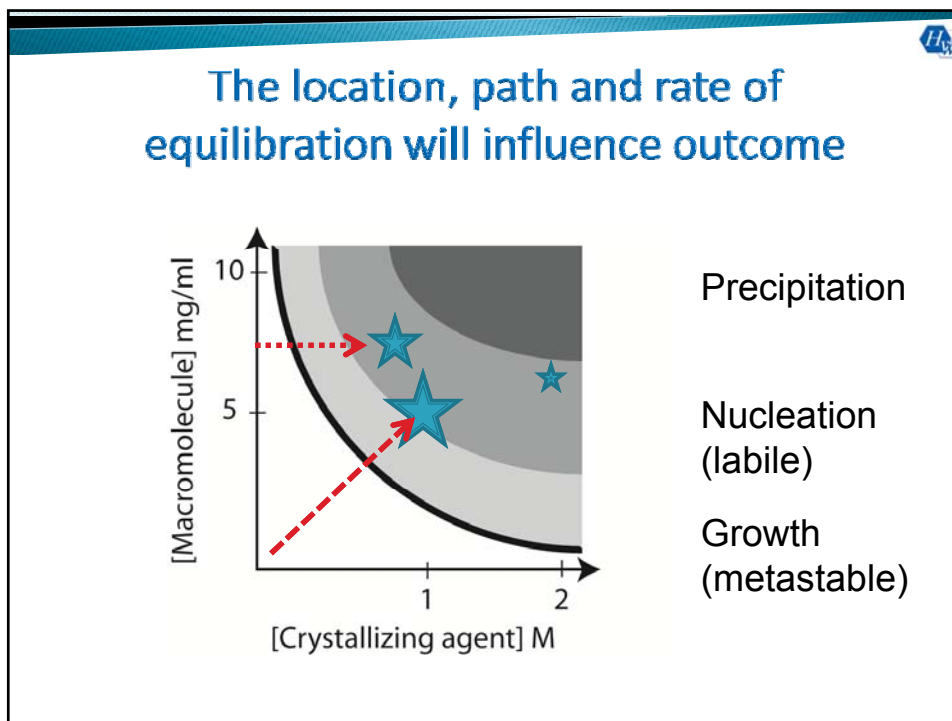 The location, path and rate of
equilibration will influence outcome
[Macromolecule] mg/ml
10
5
1
2
[Crystallizing agent] M
Precipitation
Nucleation
(labile)
Growth
(metastable)